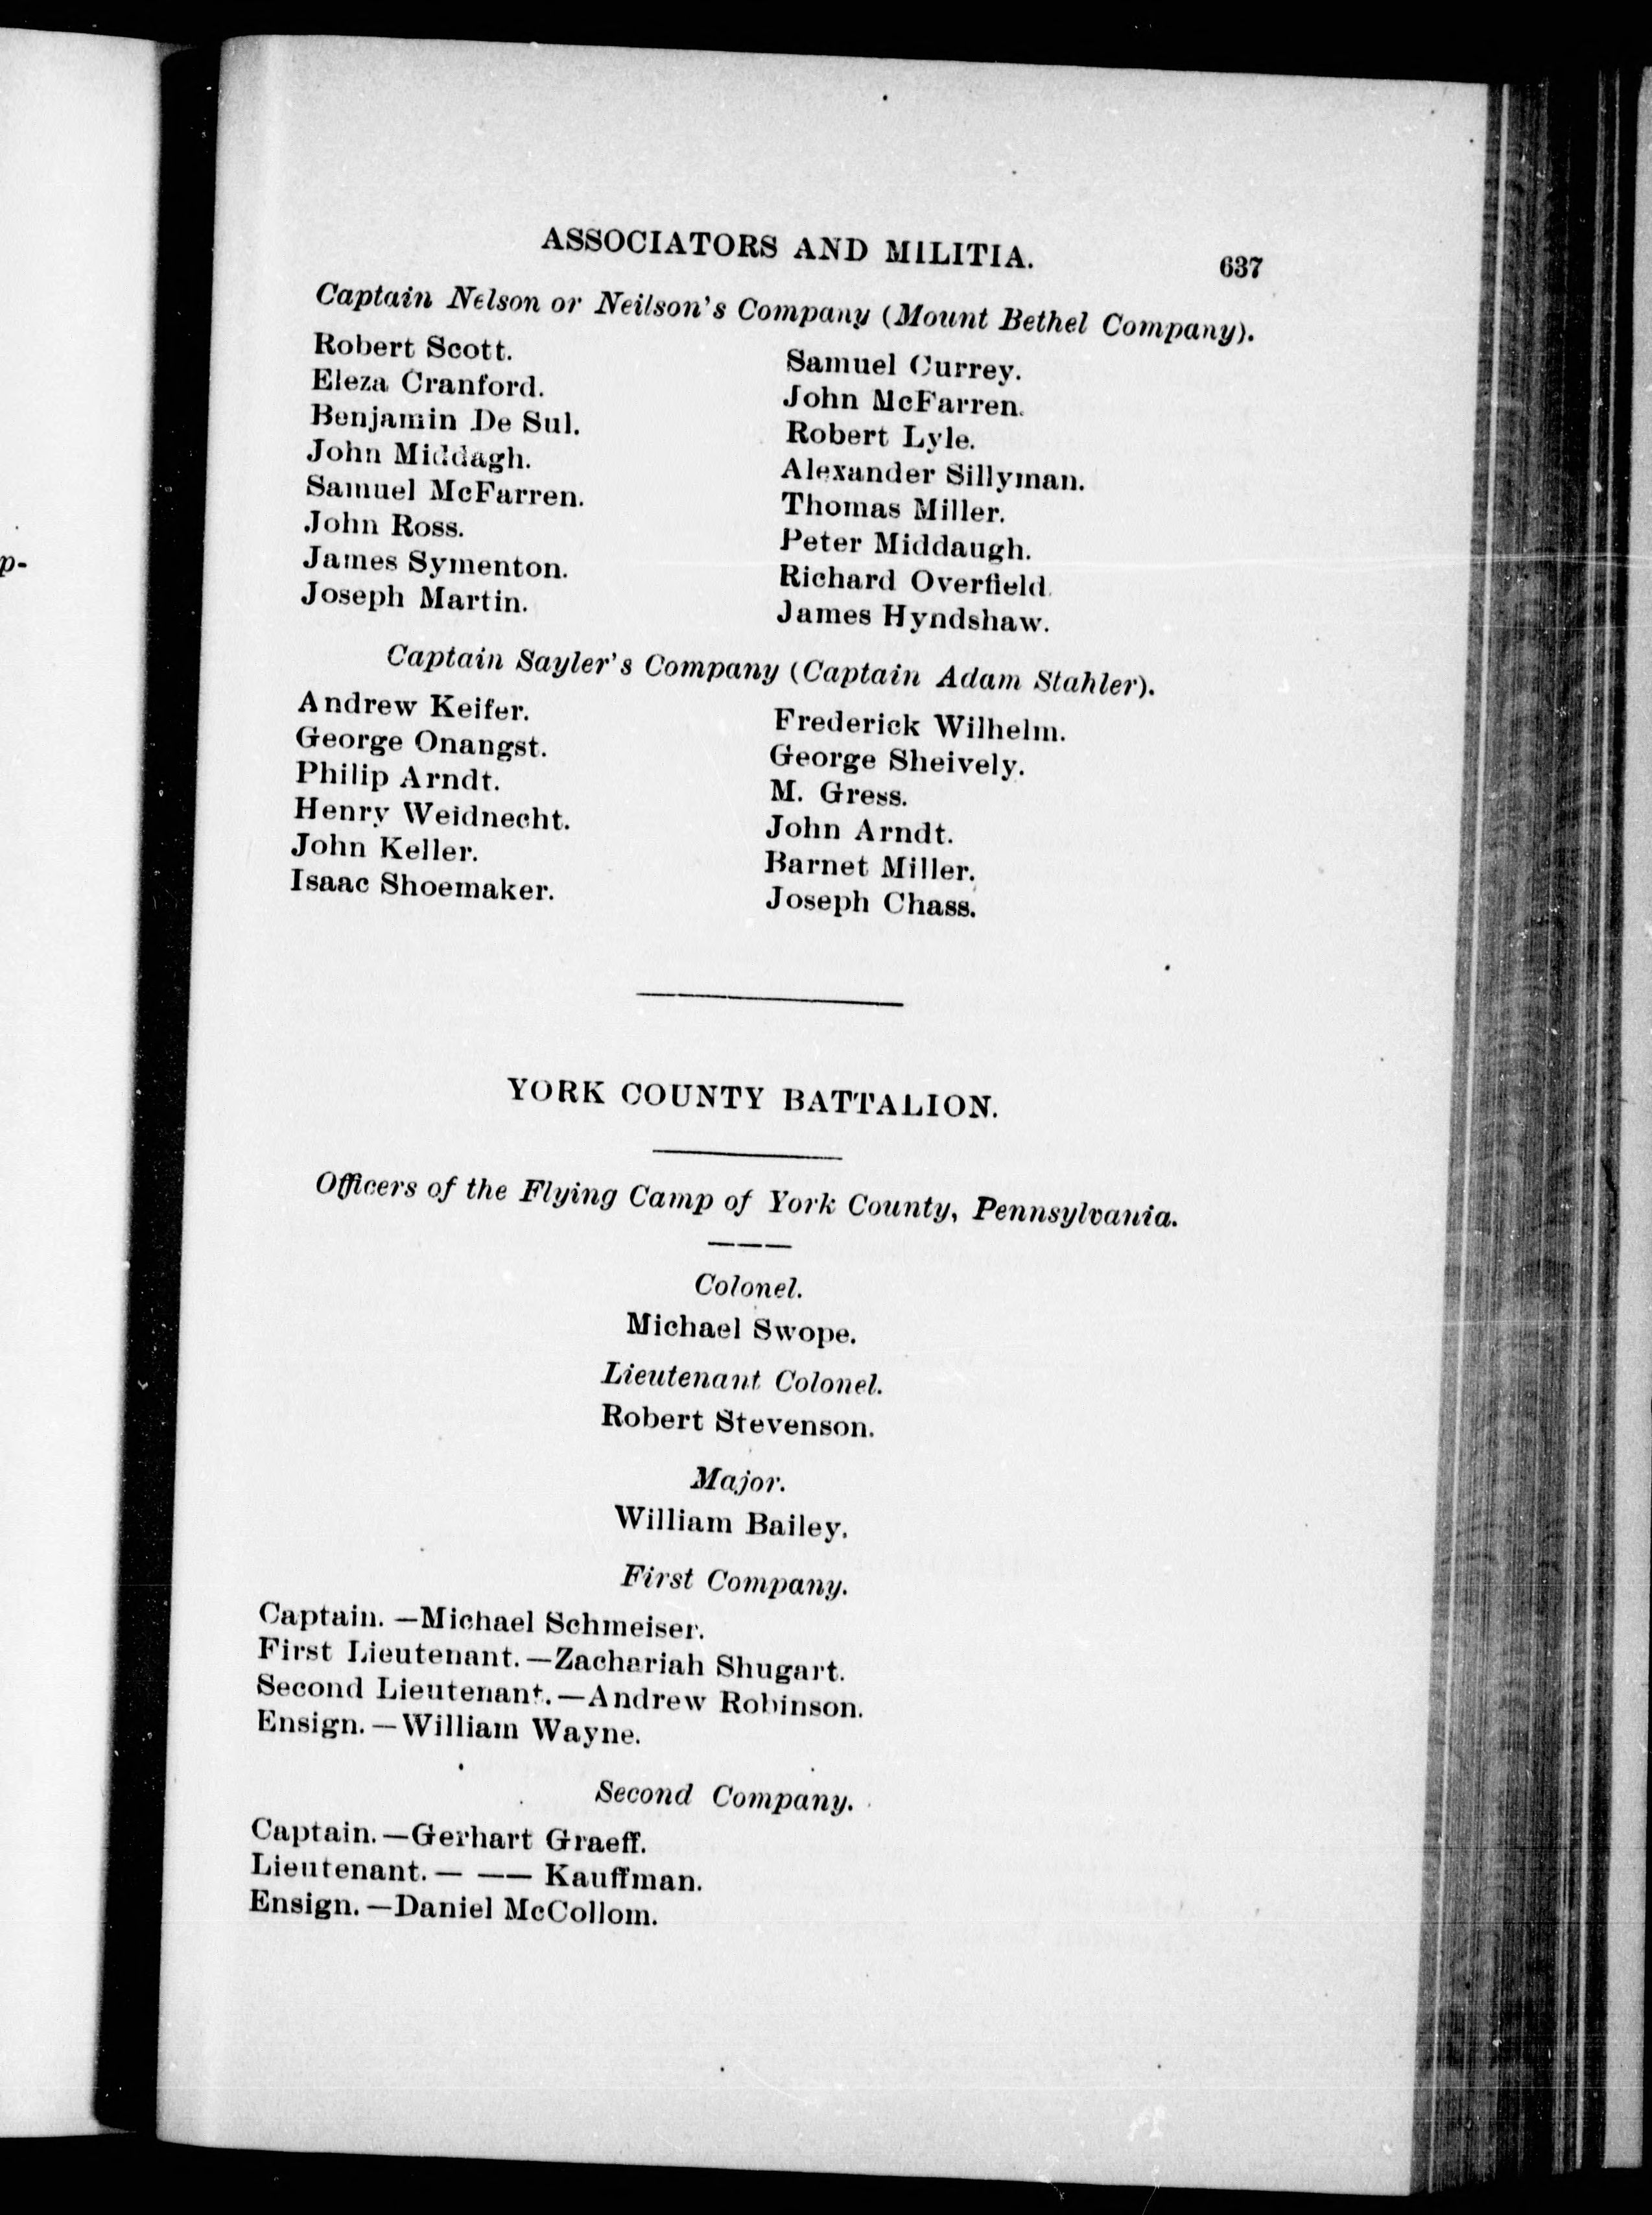 p-
ASSOCIATORS AND MILITIA. 637
Captain Nelson or Neilson's Company (Mount Bethel Company).
Robert Scott.
Eleza Cranford.
Benjamin De Sul.
John Middagh.
Samuel McFarren.
John Ross.
James Symenton.
Joseph Martin.
Samuel Currey.
John McFarren.
Robert Lyle.
Alexander Sillyman.
Thomas Miller.
Peter Middaugh.
Richard Overfield.
James Hyndshaw.
Captain Sayler's Company (Captain Adam Stahler).
Andrew Keifer.
George Onangst.
Philip Arndt.
Henry Weidnecht.
John Keller.
Isaac Shoemaker.
Frederick Wilhelm.
George Sheively.
M. Gress.
John Arndt.
Barnet Miller.
Joseph Chass.
YORK COUNTY BATTALION.
Officers of the Flying Camp of York County, Pennsylvania.
Colonel.
Michael Swope.
Lieutenant Colonel.
Robert Stevenson.
Major.
William Bailey.
First Company.
Captain.—Michael Schmeiser.
First Lieutenant.—Zachariah Shugart.
Second Lieutenant.—Andrew Robinson.
Ensign.—William Wayne.
Second Company.
Captain.—Gerhart Graeff.
Lieutenant.— —— Kauffman.
Ensign.—Daniel McCollom.